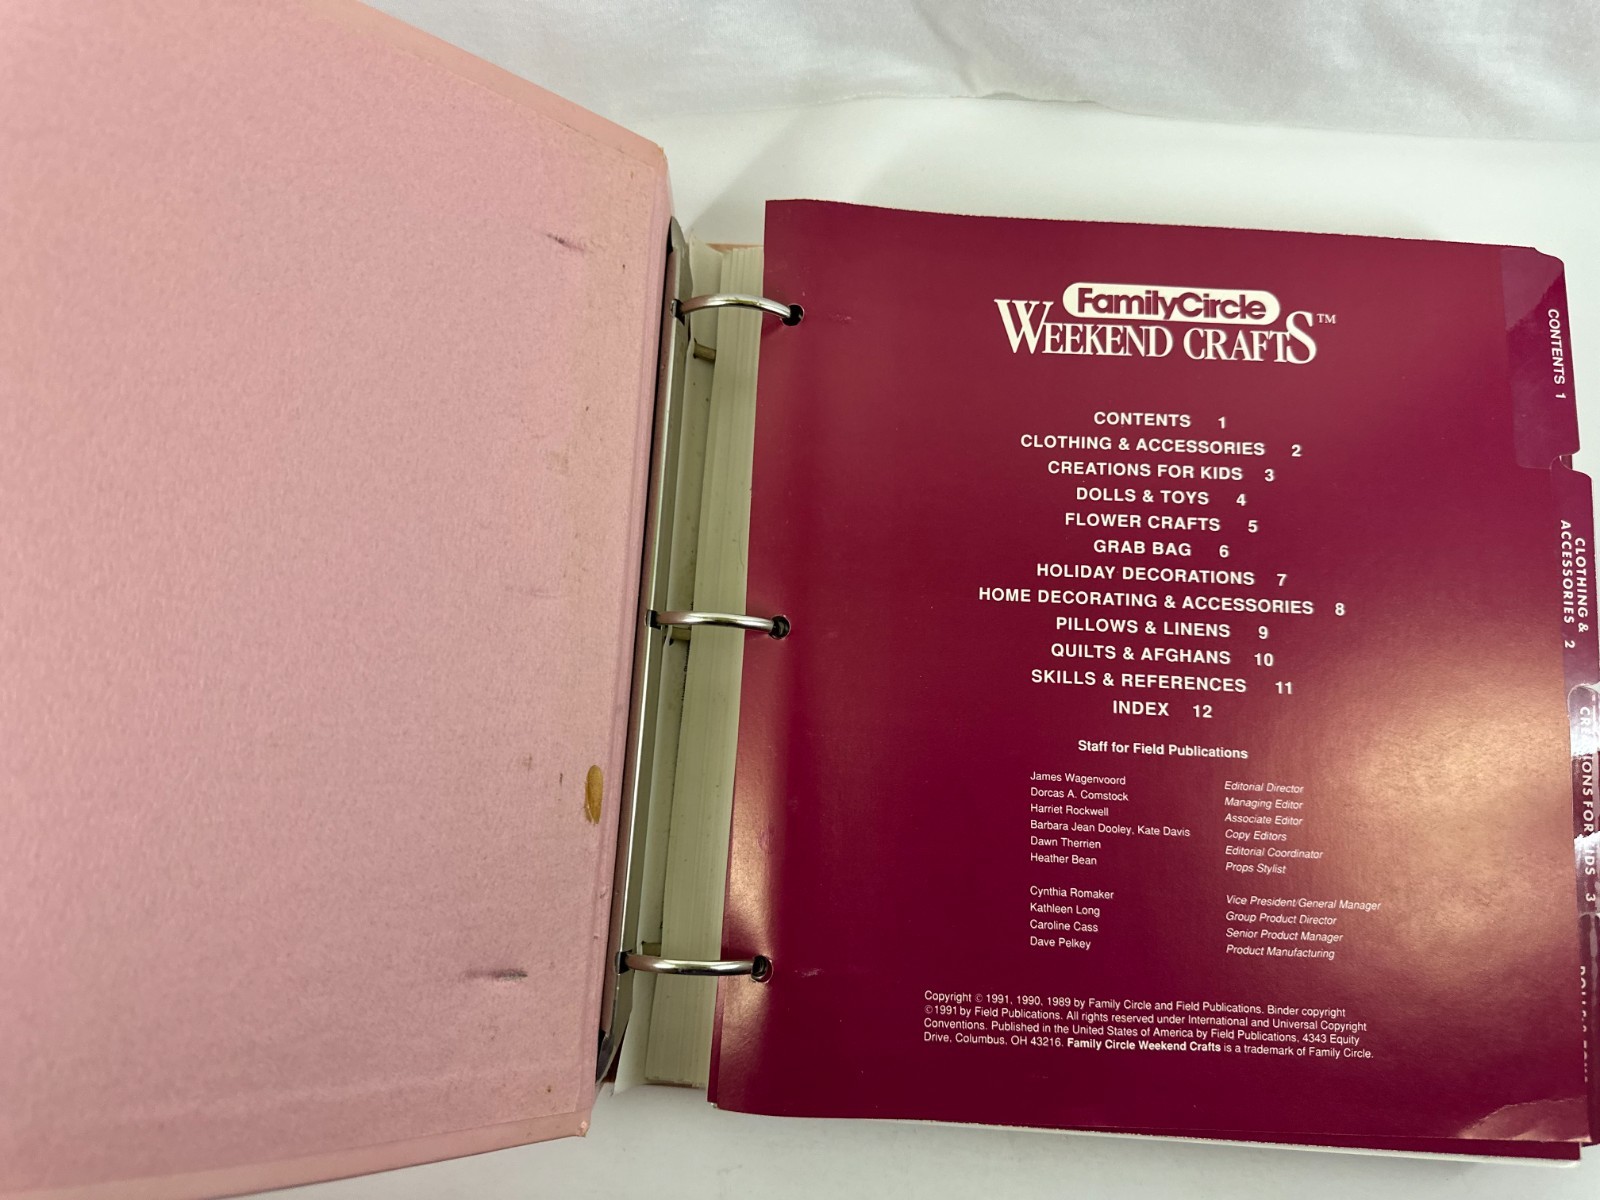 FamilyCircle
WEEKEND CRAFTS™
CONTENTS 1
CLOTHING & ACCESSORIES 2
CREATIONS FOR KIDS 3
DOLLS & TOYS 4
FLOWER CRAFTS 5
GRAB BAG 6
HOLIDAY DECORATIONS 7
HOME DECORATING & ACCESSORIES 8
PILLOWS & LINENS 9
QUILTS & AFGHANS 10
SKILLS & REFERENCES 11
INDEX 12
Staff for Field Publications
James Wagenvoord Editorial Director
Dorcas A. Comstock Managing Editor
Harriet Rockwell Associate Editor
Barbara Jean Dooley, Kate Davis Copy Editors
Dawn Therrien Editorial Coordinator
Heather Bean Props Stylist
Cynthia Romaker Vice President/General Manager
Kathleen Long Group Product Director
Caroline Cass Senior Product Manager
Dave Pelkey Product Manufacturing
Copyright © 1991, 1990, 1989 by Family Circle and Field Publications. Binder copyright
©1991 by Field Publications. All rights reserved under International and Universal Copyright
Conventions. Published in the United States of America by Field Publications, 4343 Equity
Drive, Columbus, OH 43216. Family Circle Weekend Crafts is a trademark of Family Circle.
CONTENTS 1
CLOTHING &
ACCESSORIES 2
FOR KIDS 3